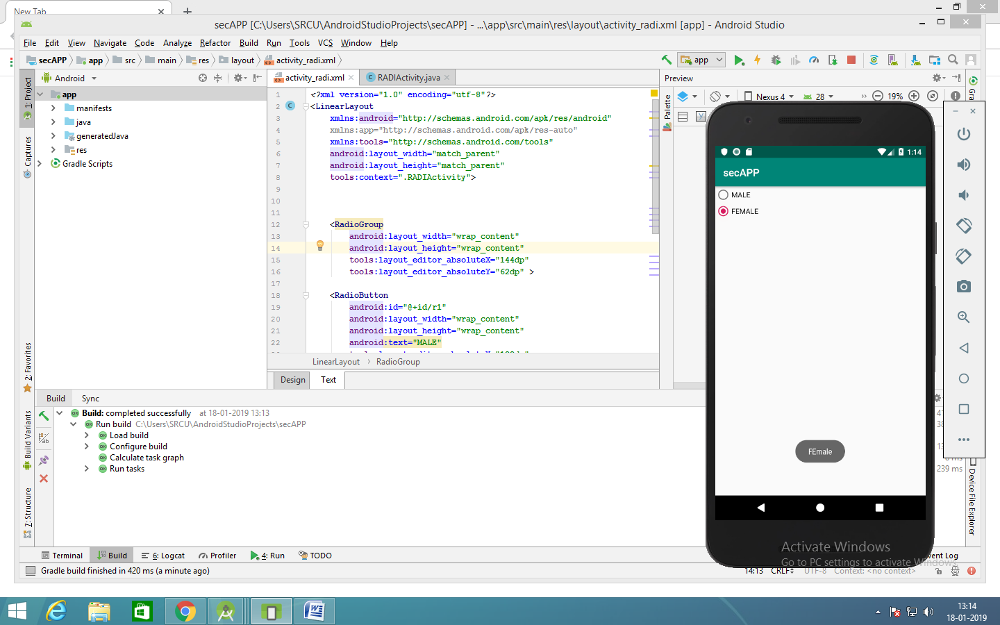 New Tab
secAPP [C:\Users\SRCU\AndroidStudioProjects\secAPP] - ...\app\src\main\res\layout\activity_radi.xml [app] - Android Studio
File Edit View Navigate Code Analyze Refactor Build Run Tools VCS Window Help
secAPP app src main res layout activity_radi.xml
app
Android
activity_radi.xml
RADIActivity.java
Preview
1: Project
Captures
2: Favorites
Build Variants
7: Structure
app
manifests
java
generatedJava
res
Gradle Scripts
1 <?xml version="1.0" encoding="utf-8"?>
2 <LinearLayout
3 xmlns:android="http://schemas.android.com/apk/res/android"
4 xmlns:app="http://schemas.android.com/apk/res-auto"
5 xmlns:tools="http://schemas.android.com/tools"
6 android:layout_width="match_parent"
7 android:layout_height="match_parent"
8 tools:context=".RADIActivity">
9
10
11
12 <RadioGroup
13 android:layout_width="wrap_content"
14 android:layout_height="wrap_content"
15 tools:layout_editor_absoluteX="144dp"
16 tools:layout_editor_absoluteY="62dp" >
17
18 <RadioButton
19 android:id="@+id/r1"
20 android:layout_width="wrap_content"
21 android:layout_height="wrap_content"
22 android:text="MALE"
LinearLayout RadioGroup
Design Text
Palette
Nexus 4 28 19%
Gra
1:14
secAPP
MALE
FEMALE
FEmale
Build Sync
Build: completed successfully at 18-01-2019 13:13
Run build C:\Users\SRCU\AndroidStudioProjects\secAPP
Load build
Configure build
Calculate task graph
Run tasks
239 ms
Device File Explorer
Terminal Build 6: Logcat Profiler 4: Run TODO
vent Log
Gradle build finished in 420 ms (a minute ago)
14:13 CRLF UTF-8 Context: <no context>
Activate Windows
Go to PC settings to activate Windows.
13:14
18-01-2019